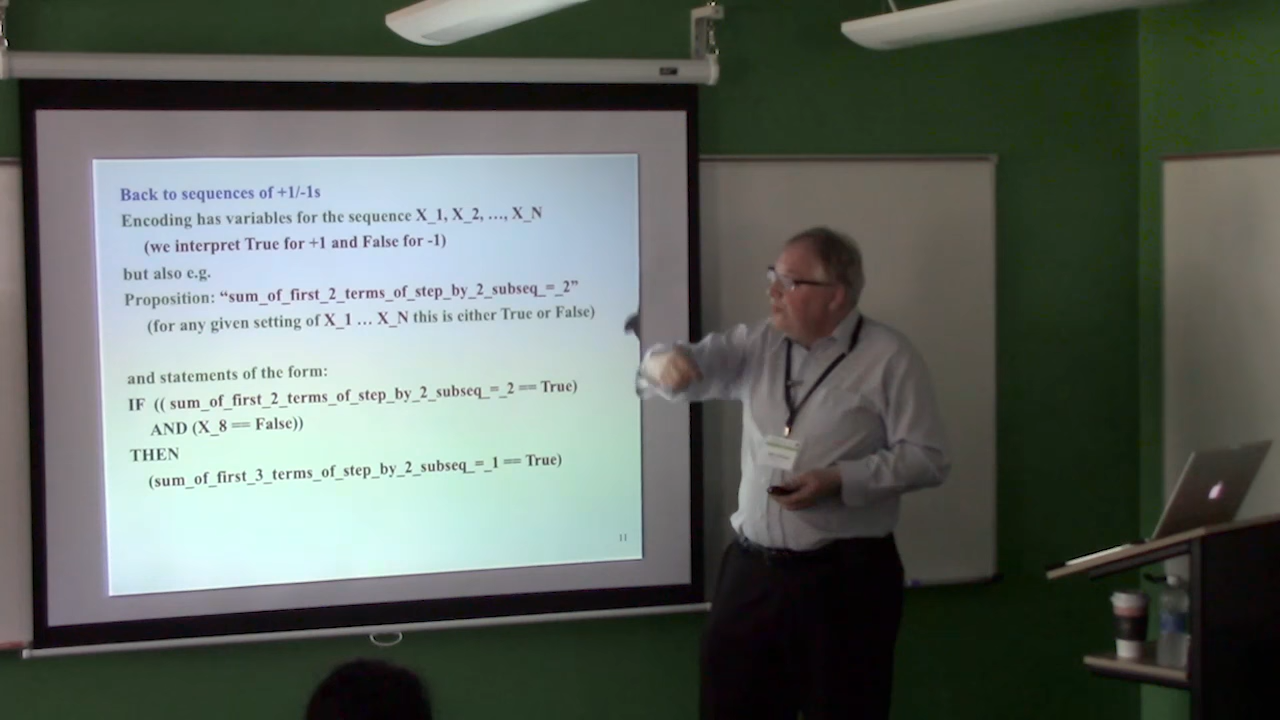 Back to sequences of +1/-1s
Encoding has variables for the sequence X_1, X_2, …, X_N
(we interpret True for +1 and False for -1)
but also e.g.
Proposition: “sum_of_first_2_terms_of_step_by_2_subseq_=_2”
(for any given setting of X_1 … X_N this is either True or False)
and statements of the form:
IF (( sum_of_first_2_terms_of_step_by_2_subseq_=_2 == True)
AND (X_8 == False))
THEN
(sum_of_first_3_terms_of_step_by_2_subseq_=_1 == True)
11